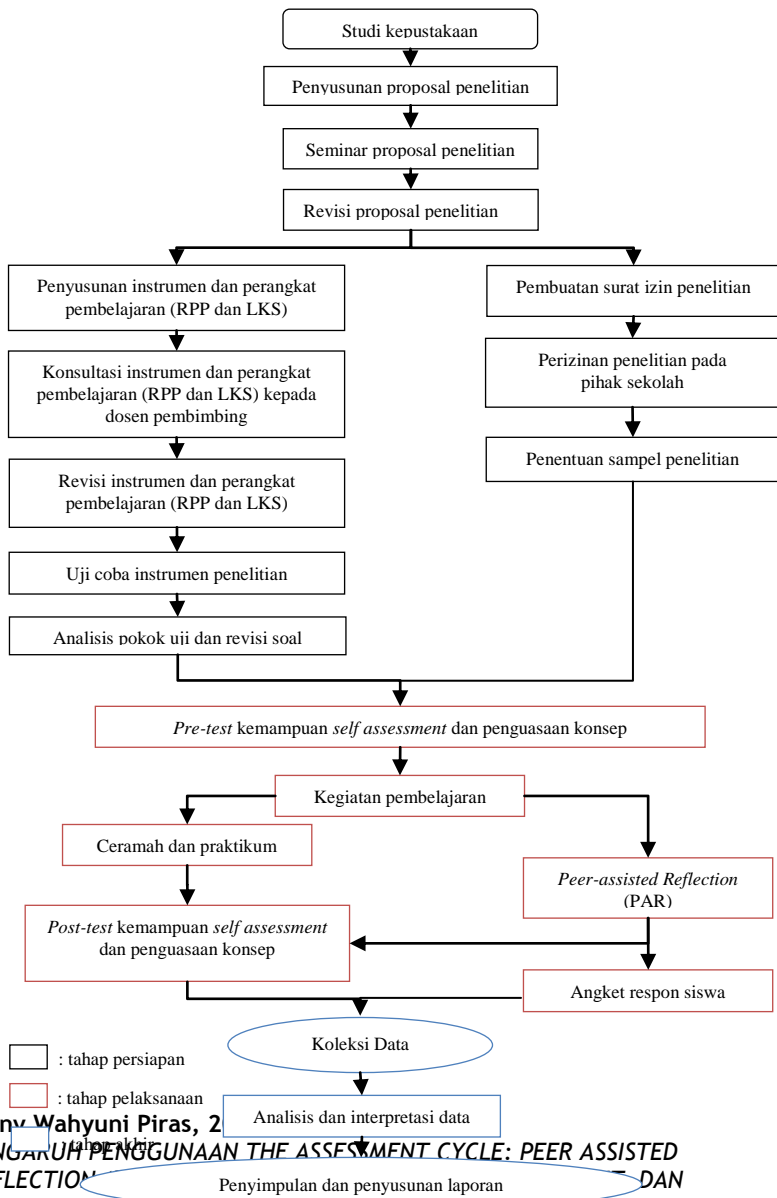 Studi kepustakaan
Penyusunan proposal penelitian
Seminar proposal penelitian
Revisi proposal penelitian
Penyusunan instrumen dan perangkat
pembelajaran (RPP dan LKS)
Konsultasi instrumen dan perangkat
pembelajaran (RPP dan LKS) kepada
dosen pembimbing
Revisi instrumen dan perangkat
pembelajaran (RPP dan LKS)
Uji coba instrumen penelitian
Analisis pokok uji dan revisi soal
Pembuatan surat izin penelitian
Perizinan penelitian pada
pihak sekolah
Penentuan sampel penelitian
Pre-test kemampuan self assessment dan penguasaan konsep
Kegiatan pembelajaran
Ceramah dan praktikum
Peer-assisted Reflection
(PAR)
Post-test kemampuan self assessment
dan penguasaan konsep
Angket respon siswa
Koleksi Data
Analisis dan interpretasi data
Penyimpulan dan penyusunan laporan
: tahap persiapan
: tahap pelaksanaan
: tahap akhir
ny Wahyuni Piras, 2
NGARUH PENGGUNAAN THE ASSESSMENT CYCLE: PEER ASSISTED
FLECTION
DAN